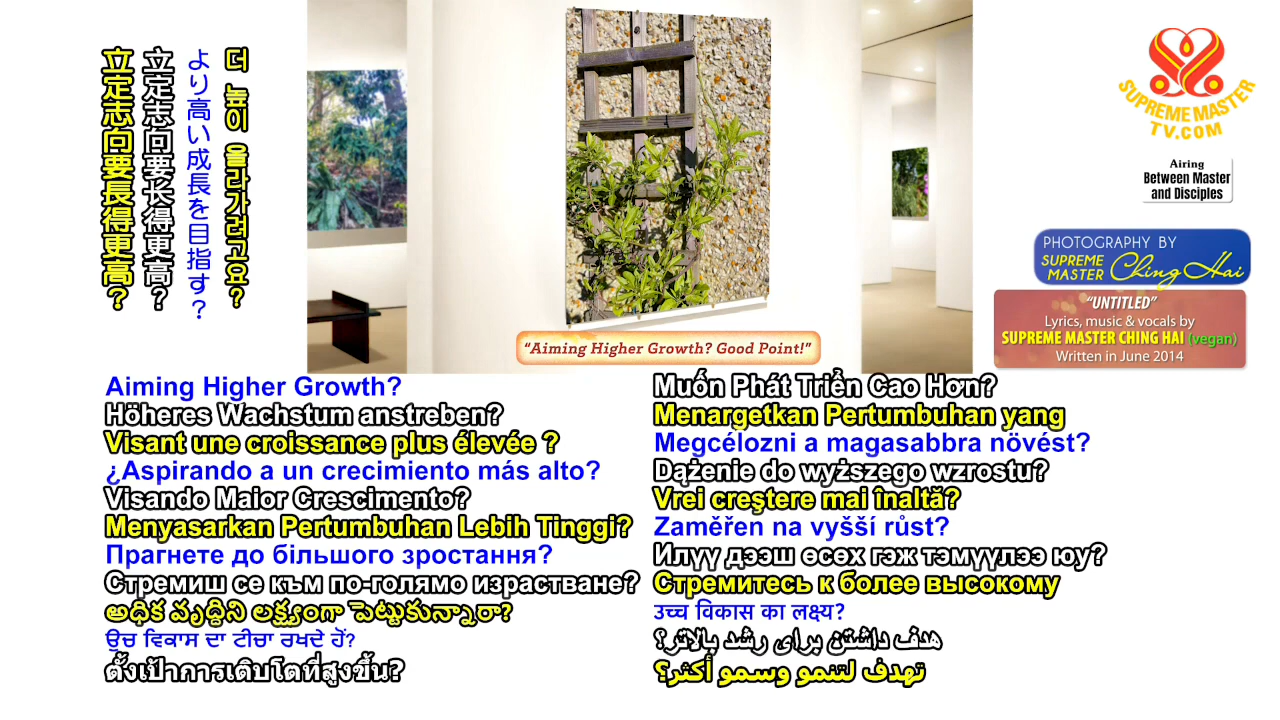 立定志向要長得更高？
立定志向要长得更高？
より高い成長を目指す？
더 높이 올라가려고요?
SUPREME MASTER
TV.COM
Airing
Between Master
and Disciples
PHOTOGRAPHY BY
SUPREME
MASTER Ching Hai
"UNTITLED"
Lyrics, music & vocals by
SUPREME MASTER CHING HAI (vegan)
Written in June 2014
"Aiming Higher Growth? Good Point!"
Aiming Higher Growth?
Höheres Wachstum anstreben?
Visant une croissance plus élevée ?
¿Aspirando a un crecimiento más alto?
Visando Maior Crescimento?
Menyasarkan Pertumbuhan Lebih Tinggi?
Прагнете до більшого зростання?
Стремиш се към по-голямо израстване?
అధిక వృద్ధిని లక్ష్యంగా పెట్టుకున్నారా?
ਉਚ ਵਿਕਾਸ ਦਾ ਟੀਚਾ ਰਖਦੇ ਹੋਂ?
ตั้งเป้าการเติบโตที่สูงขึ้น?
Muốn Phát Triển Cao Hơn?
Menargetkan Pertumbuhan yang
Megcélozni a magasabbra növést?
Dążenie do wyższego wzrostu?
Vrei creştere mai înaltă?
Zaměřen na vyšší růst?
Илүү дээш өсөх гэж тэмүүлээ юу?
Стремитесь к более высокому
उच्च विकास का लक्ष्य?
هدف داشتن برای رشد بالاتر؟
تهدف لتنمو وسمو أكثر؟